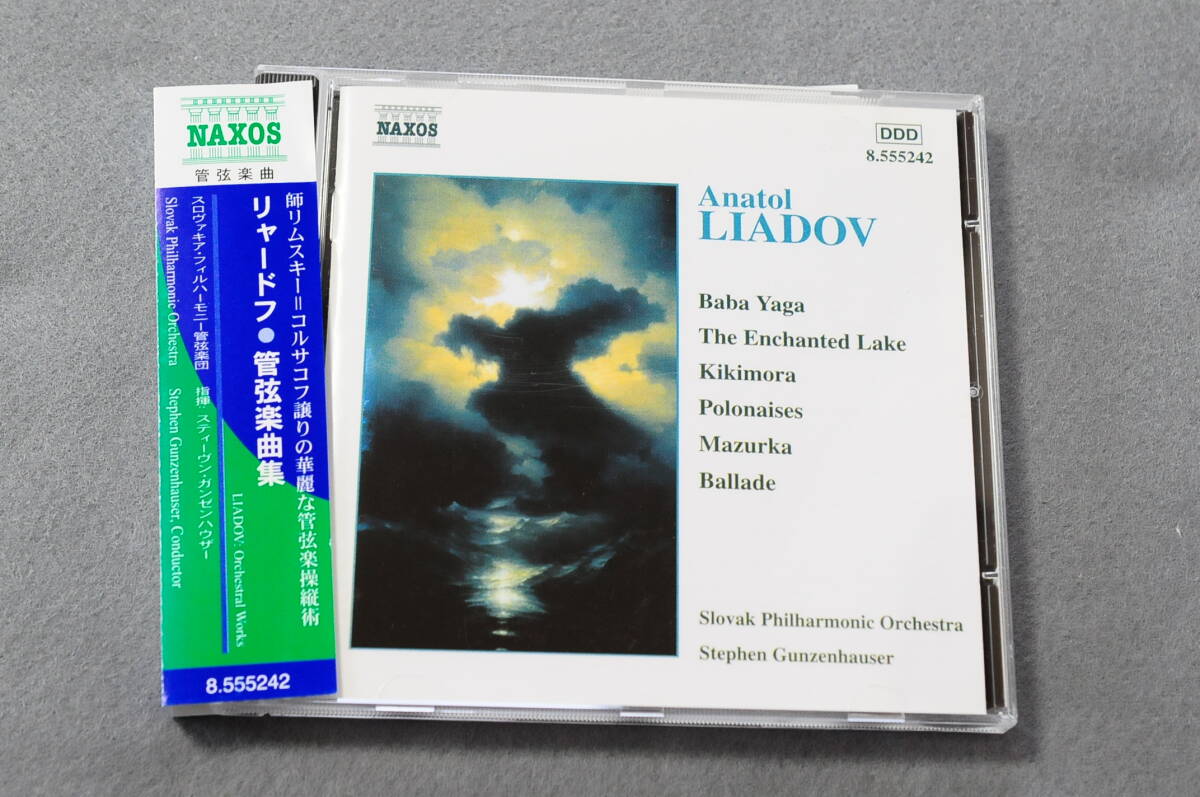 NAXOS
管弦楽曲
師リムスキー＝コルサコフ譲りの華麗な管弦楽操縦術
リャードフ●管弦楽曲集
LIADOV: Orchestral Works
スロヴァキア・フィルハーモニー管弦楽団 指揮:スティーヴン・ガンゼンハウザー
Slovak Philharmonic Orchestra Stephen Gunzenhauser, Conductor
8.555242
NAXOS
DDD
8.555242
Anatol
LIADOV
Baba Yaga
The Enchanted Lake
Kikimora
Polonaises
Mazurka
Ballade
Slovak Philharmonic Orchestra
Stephen Gunzenhauser